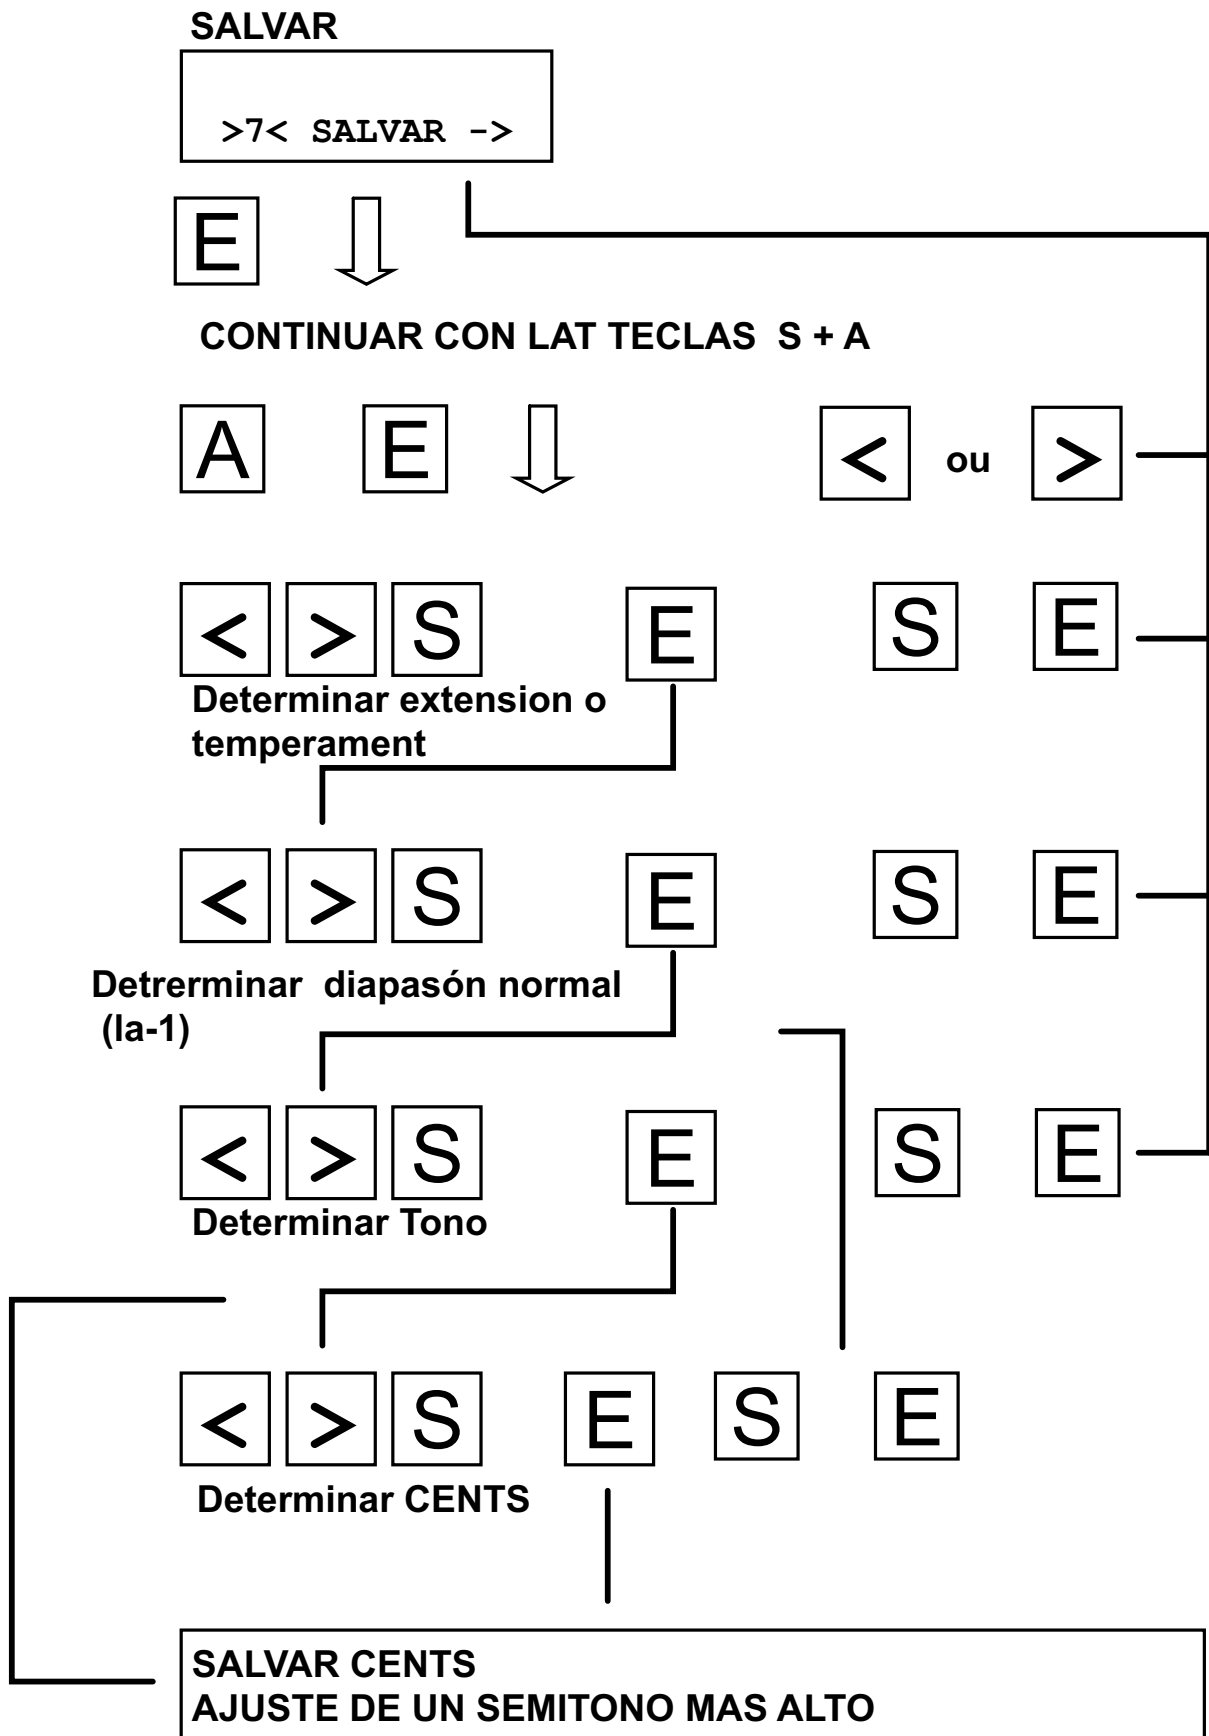 SALVAR
>7< SALVAR ->
E
CONTINUAR CON LAT TECLAS S + A
A E < ou >
< > S E S E
Determinar extension o
temperament
< > S E S E
Detrerminar diapasón normal
(la-1)
< > S E S E
Determinar Tono
< > S E S E
Determinar CENTS
SALVAR CENTS
AJUSTE DE UN SEMITONO MAS ALTO